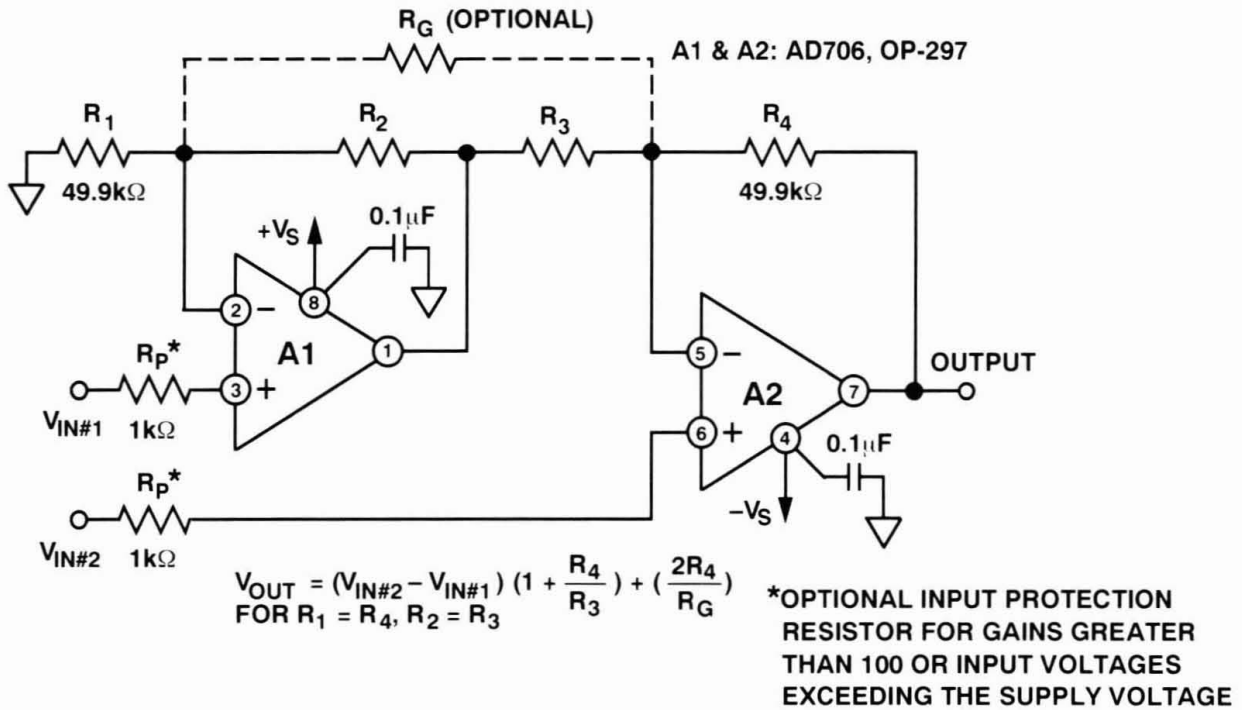 R_G (OPTIONAL)
A1 & A2: AD706, OP-297
R_1
R_2
R_3
R_4
49.9kΩ
49.9kΩ
+V_S
0.1μF
2
−
8
A1
1
3
+
R_P*
V_IN#1
1kΩ
5
−
A2
7
OUTPUT
6
+
4
0.1μF
−V_S
R_P*
V_IN#2
1kΩ
V_OUT = (V_IN#2 − V_IN#1) (1 + R_4/R_3) + (2R_4/R_G)
FOR R_1 = R_4, R_2 = R_3
*OPTIONAL INPUT PROTECTION
RESISTOR FOR GAINS GREATER
THAN 100 OR INPUT VOLTAGES
EXCEEDING THE SUPPLY VOLTAGE